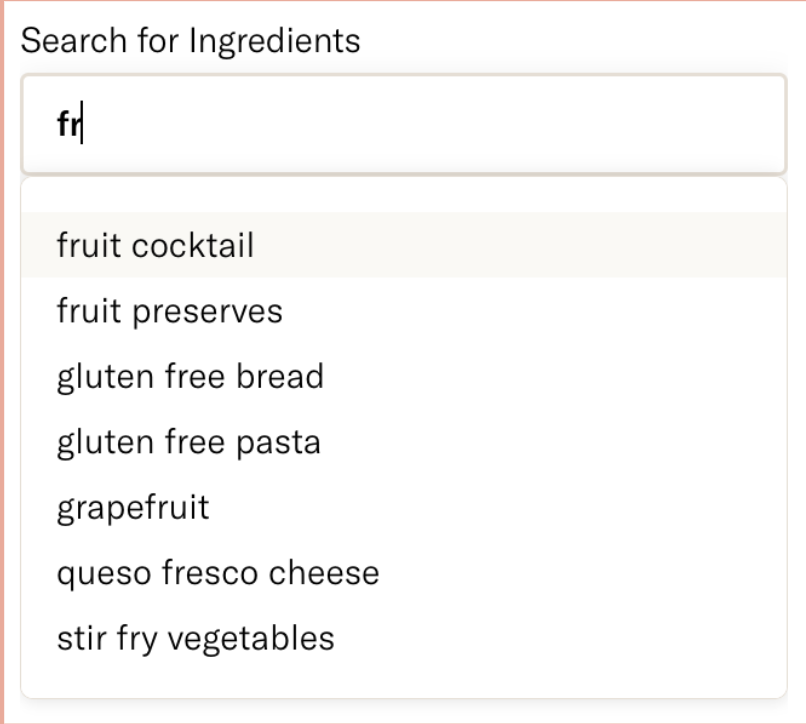 Search for Ingredients
fr
fruit cocktail
fruit preserves
gluten free bread
gluten free pasta
grapefruit
queso fresco cheese
stir fry vegetables